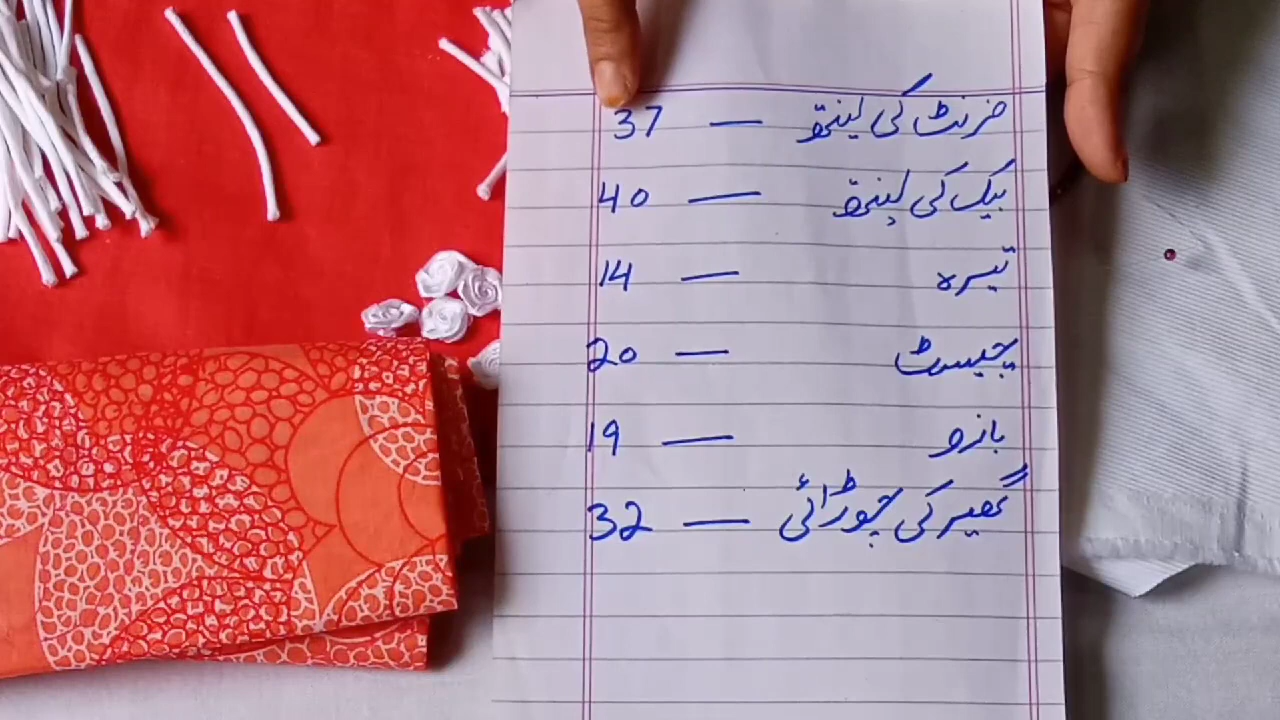 فرنٹ کی لینتھ — 37
بیک کی لینتھ — 40
تیرہ — 14
چیسٹ — 20
بازو — 19
گھیر کی چوڑائی — 32